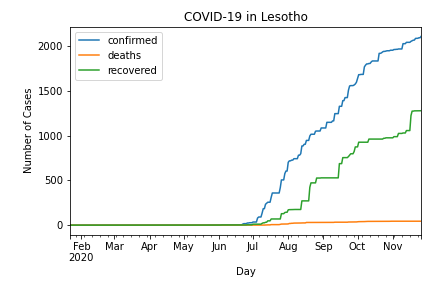 COVID-19 in Lesotho
confirmed
deaths
recovered
Number of Cases
2000
1500
1000
500
0
Feb Mar Apr May Jun Jul Aug Sep Oct Nov
2020
Day